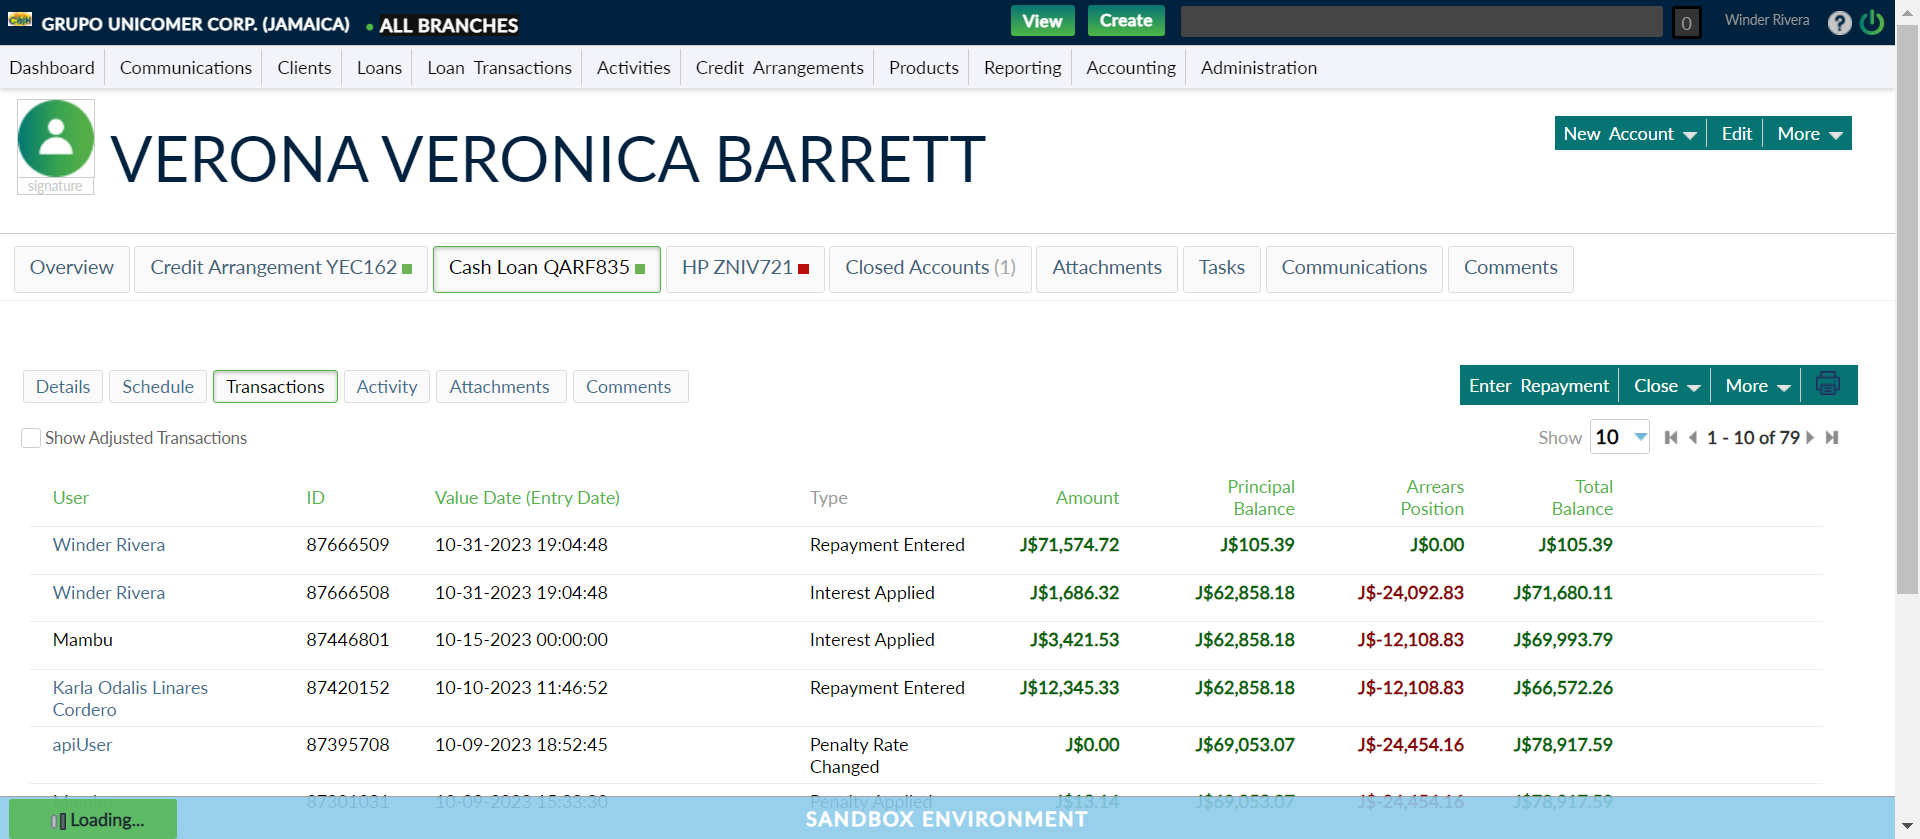 Cash GRUPO UNICOMER CORP. (JAMAICA) • ALL BRANCHES View Create 0 Winder Rivera ?
Dashboard Communications Clients Loans Loan Transactions Activities Credit Arrangements Products Reporting Accounting Administration
VERONA VERONICA BARRETT
signature
New Account Edit More
Overview Credit Arrangement YEC162 Cash Loan QARF835 HP ZNIV721 Closed Accounts (1) Attachments Tasks Communications Comments
Details Schedule Transactions Activity Attachments Comments Enter Repayment Close More
Show Adjusted Transactions Show 10 1 - 10 of 79
User ID Value Date (Entry Date) Type Amount Principal Balance Arrears Position Total Balance
Winder Rivera 87666509 10-31-2023 19:04:48 Repayment Entered J$71,574.72 J$105.39 J$0.00 J$105.39
Winder Rivera 87666508 10-31-2023 19:04:48 Interest Applied J$1,686.32 J$62,858.18 J$-24,092.83 J$71,680.11
Mambu 87446801 10-15-2023 00:00:00 Interest Applied J$3,421.53 J$62,858.18 J$-12,108.83 J$69,993.79
Karla Odalis Linares Cordero 87420152 10-10-2023 11:46:52 Repayment Entered J$12,345.33 J$62,858.18 J$-12,108.83 J$66,572.26
apiUser 87395708 10-09-2023 18:52:45 Penalty Rate Changed J$0.00 J$69,053.07 J$-24,454.16 J$78,917.59
Mambu 87301031 10-09-2023 15:33:30 Penalty Applied J$13.14 J$69,053.07 J$-24,454.16 J$78,917.59
Loading... SANDBOX ENVIRONMENT